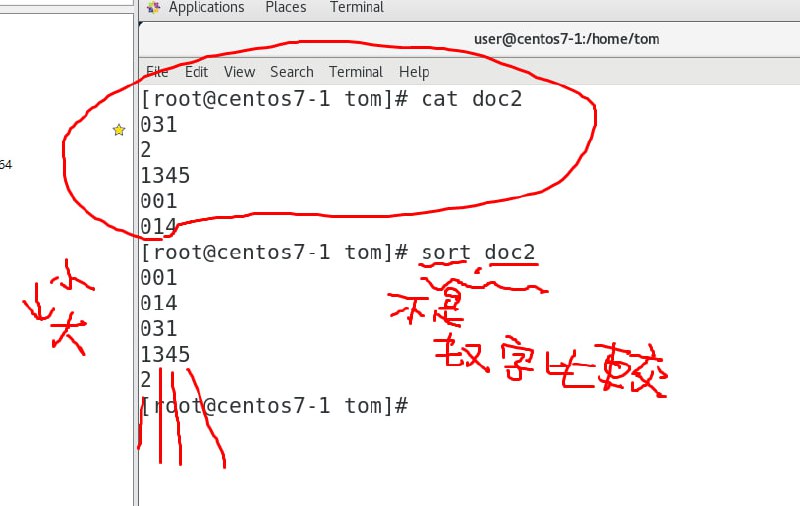 Applications Places Terminal
user@centos7-1:/home/tom
File Edit View Search Terminal Help
[root@centos7-1 tom]# cat doc2
031
2
1345
001
014
[root@centos7-1 tom]# sort doc2
001
014
031
1345
2
[root@centos7-1 tom]#
64
小
大
不是
数字比较